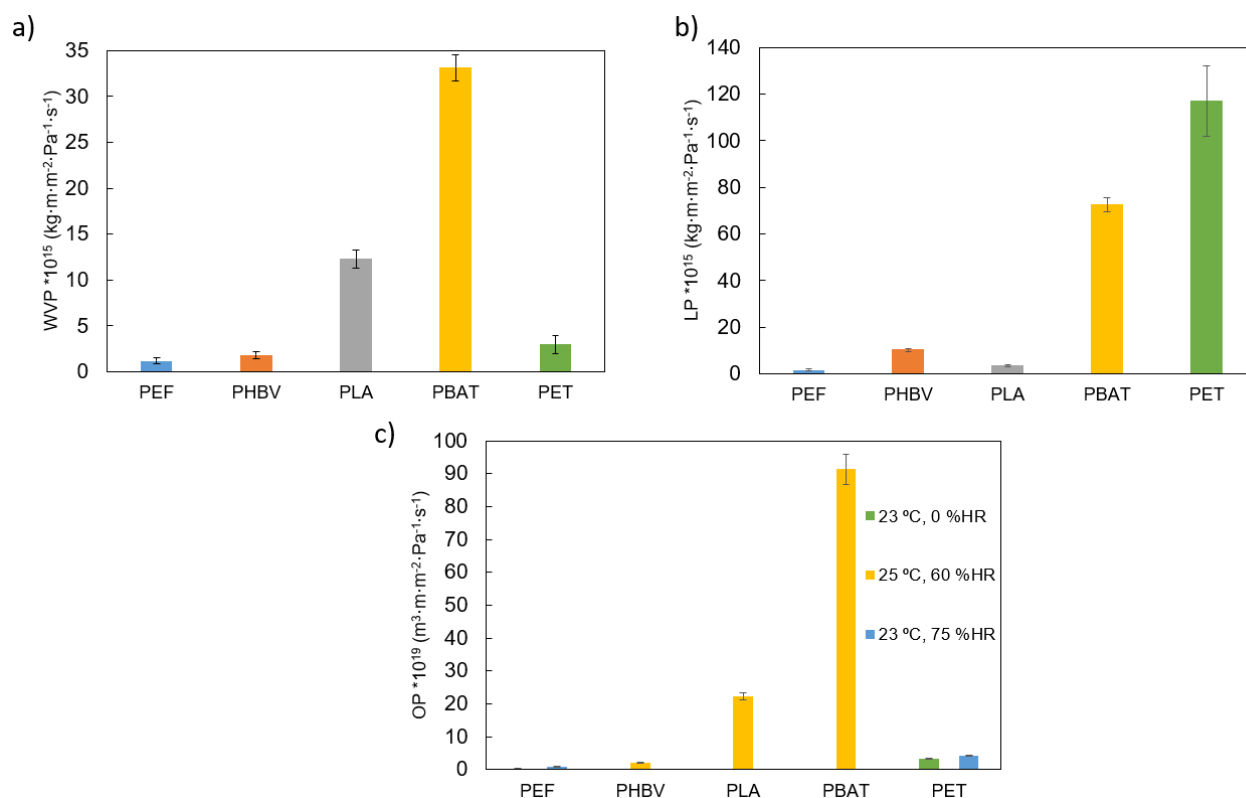 a)
WVP *10¹⁵ (kg·m·m⁻²·Pa⁻¹·s⁻¹)
35
30
25
20
15
10
5
0
PEF PHBV PLA PBAT PET
b)
LP *10¹⁵ (kg·m·m⁻²·Pa⁻¹·s⁻¹)
140
120
100
80
60
40
20
0
PEF PHBV PLA PBAT PET
c)
OP *10¹⁹ (m³·m·m⁻²·Pa⁻¹·s⁻¹)
100
90
80
70
60
50
40
30
20
10
0
23 ºC, 0 %HR
25 ºC, 60 %HR
23 ºC, 75 %HR
PEF PHBV PLA PBAT PET